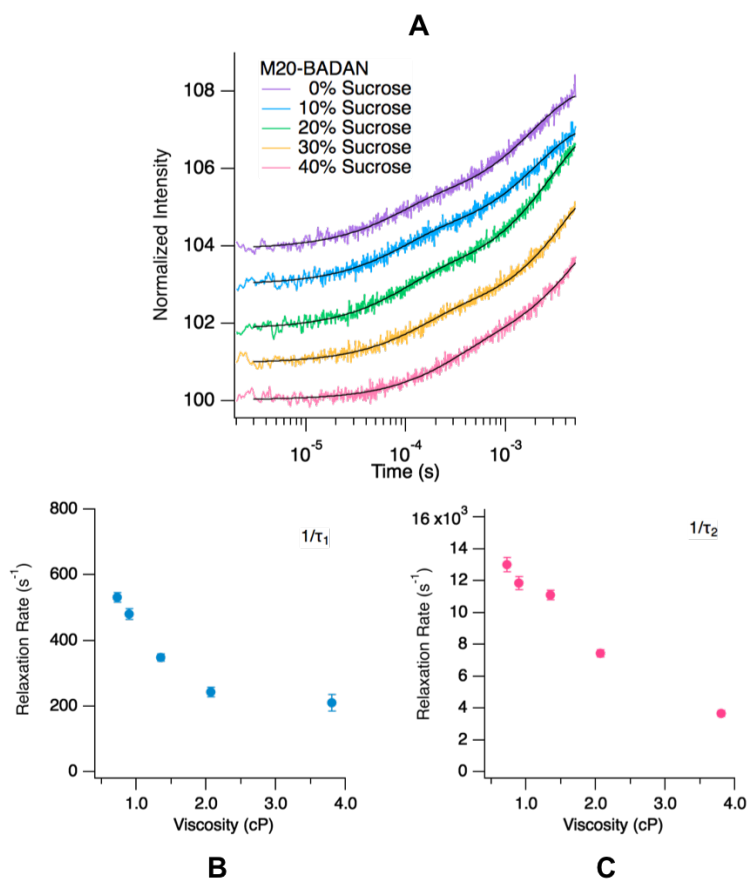 A
M20-BADAN
0% Sucrose
10% Sucrose
20% Sucrose
30% Sucrose
40% Sucrose
Normalized Intensity
108
106
104
102
100
10⁻⁵
10⁻⁴
10⁻³
Time (s)
1/τ₁
Relaxation Rate (s⁻¹)
800
600
400
200
0
1.0
2.0
3.0
4.0
Viscosity (cP)
B
1/τ₂
Relaxation Rate (s⁻¹)
16 x10³
14
12
10
8
6
4
2
0
1.0
2.0
3.0
4.0
Viscosity (cP)
C